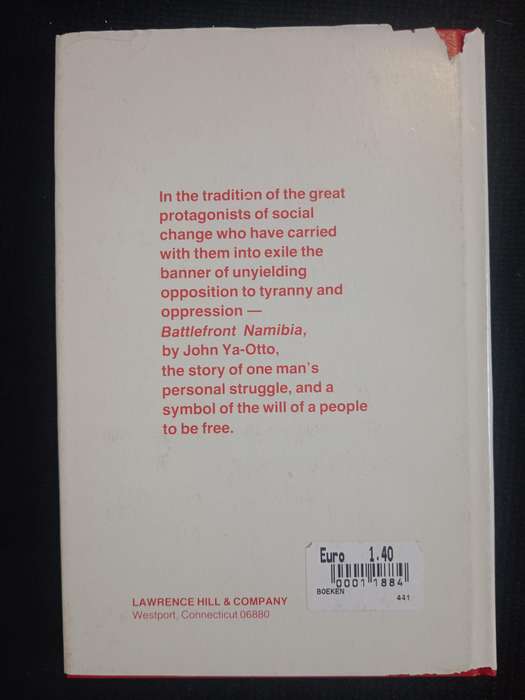 In the tradition of the great
protagonists of social
change who have carried
with them into exile the
banner of unyielding
opposition to tyranny and
oppression —
Battlefront Namibia,
by John Ya-Otto,
the story of one man's
personal struggle, and a
symbol of the will of a people
to be free.
Euro 1.40
00011884
BOEKEN
441
LAWRENCE HILL & COMPANY
Westport, Connecticut 06880